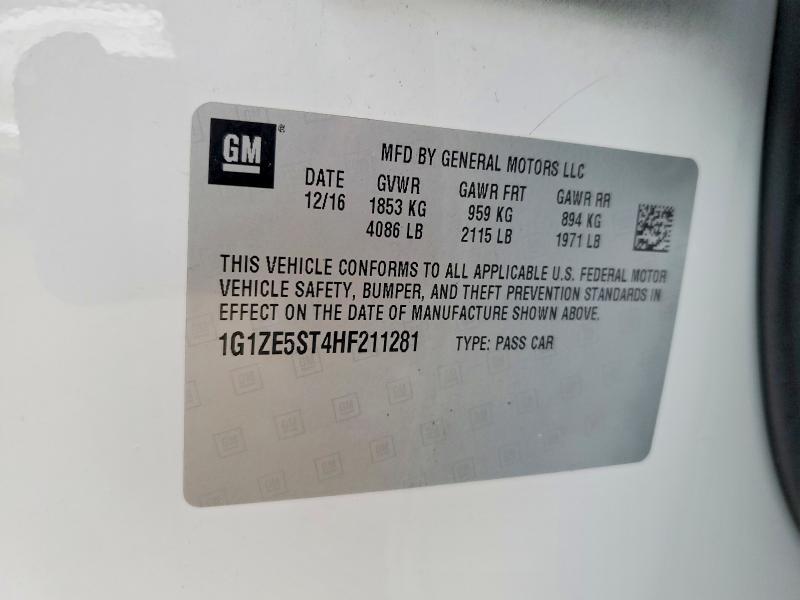 GM®
MFD BY GENERAL MOTORS LLC
DATE GVWR GAWR FRT GAWR RR
12/16 1853 KG 959 KG 894 KG
4086 LB 2115 LB 1971 LB
THIS VEHICLE CONFORMS TO ALL APPLICABLE U.S. FEDERAL MOTOR
VEHICLE SAFETY, BUMPER, AND THEFT PREVENTION STANDARDS IN
EFFECT ON THE DATE OF MANUFACTURE SHOWN ABOVE.
1G1ZE5ST4HF211281 TYPE: PASS CAR